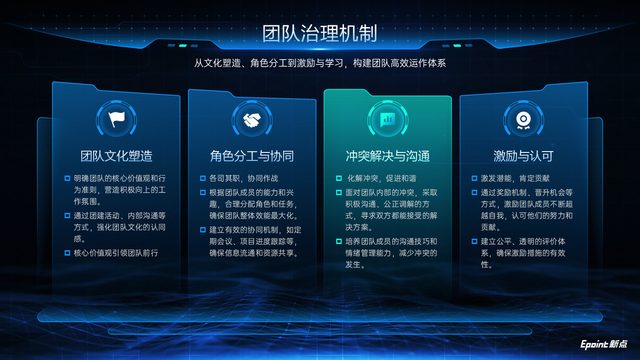 团队治理机制
从文化塑造、角色分工到激励与学习，构建团队高效运作体系
团队文化塑造
明确团队的核心价值观和行
为准则，营造积极向上的工
作氛围。
通过团建活动、内部沟通等
方式，强化团队文化的认同
感。
核心价值观引领团队前行
角色分工与协同
各司其职，协同作战
根据团队成员的能力和兴
趣，合理分配角色和任务，
确保团队整体效能最大化。
建立有效的协同机制，如定
期会议、项目进度跟踪等，
确保信息流通和资源共享。
冲突解决与沟通
化解冲突，促进和谐
面对团队内部的冲突，采取
积极沟通、公正调解的方
式，寻求双方都能接受的解
决方案。
培养团队成员的沟通技巧和
情绪管理能力，减少冲突的
发生。
激励与认可
激发潜能，肯定贡献
通过奖励机制、晋升机会等
方式，激励团队成员不断超
越自我，认可他们的努力和
贡献。
建立公平、透明的评价体
系，确保激励措施的有效
性。
Epoint 新点